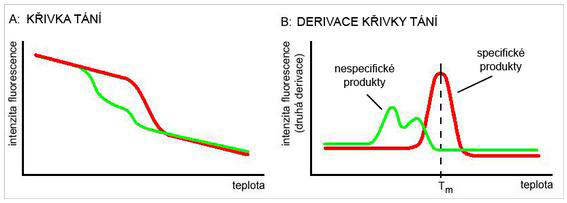 A: KŘIVKA TÁNÍ
intenzita fluorescence
teplota
B: DERIVACE KŘIVKY TÁNÍ
intenzita fluorescence
(druhá derivace)
nespecifické
produkty
specifické
produkty
Tm
teplota